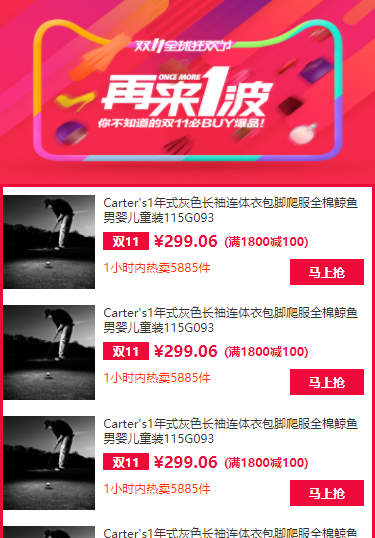 双11全球狂欢节
ONCE MORE
再来1波
你不知道的双11必BUY爆品!
Carter's1年式灰色长袖连体衣包脚爬服全棉鲸鱼
男婴儿童装115G093
双11 ¥299.06 (满1800减100)
1小时内热卖5885件
马上抢
Carter's1年式灰色长袖连体衣包脚爬服全棉鲸鱼
男婴儿童装115G093
双11 ¥299.06 (满1800减100)
1小时内热卖5885件
马上抢
Carter's1年式灰色长袖连体衣包脚爬服全棉鲸鱼
男婴儿童装115G093
双11 ¥299.06 (满1800减100)
1小时内热卖5885件
马上抢
Carter's1年式灰色长袖连体衣包脚爬服全棉鲸鱼